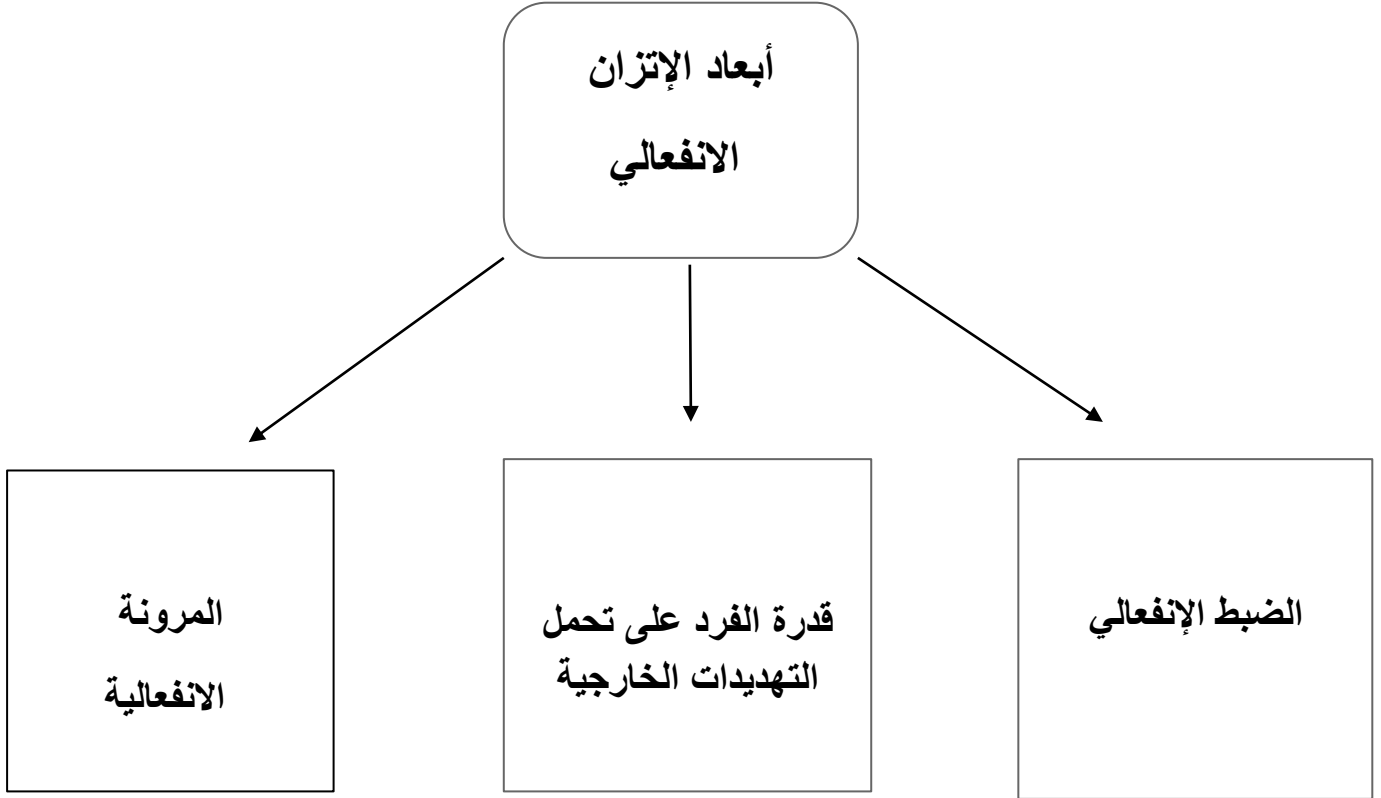 أبعاد الإتزان
الانفعالي
الضبط الإنفعالي
قدرة الفرد على تحمل
التهديدات الخارجية
المرونة
الانفعالية